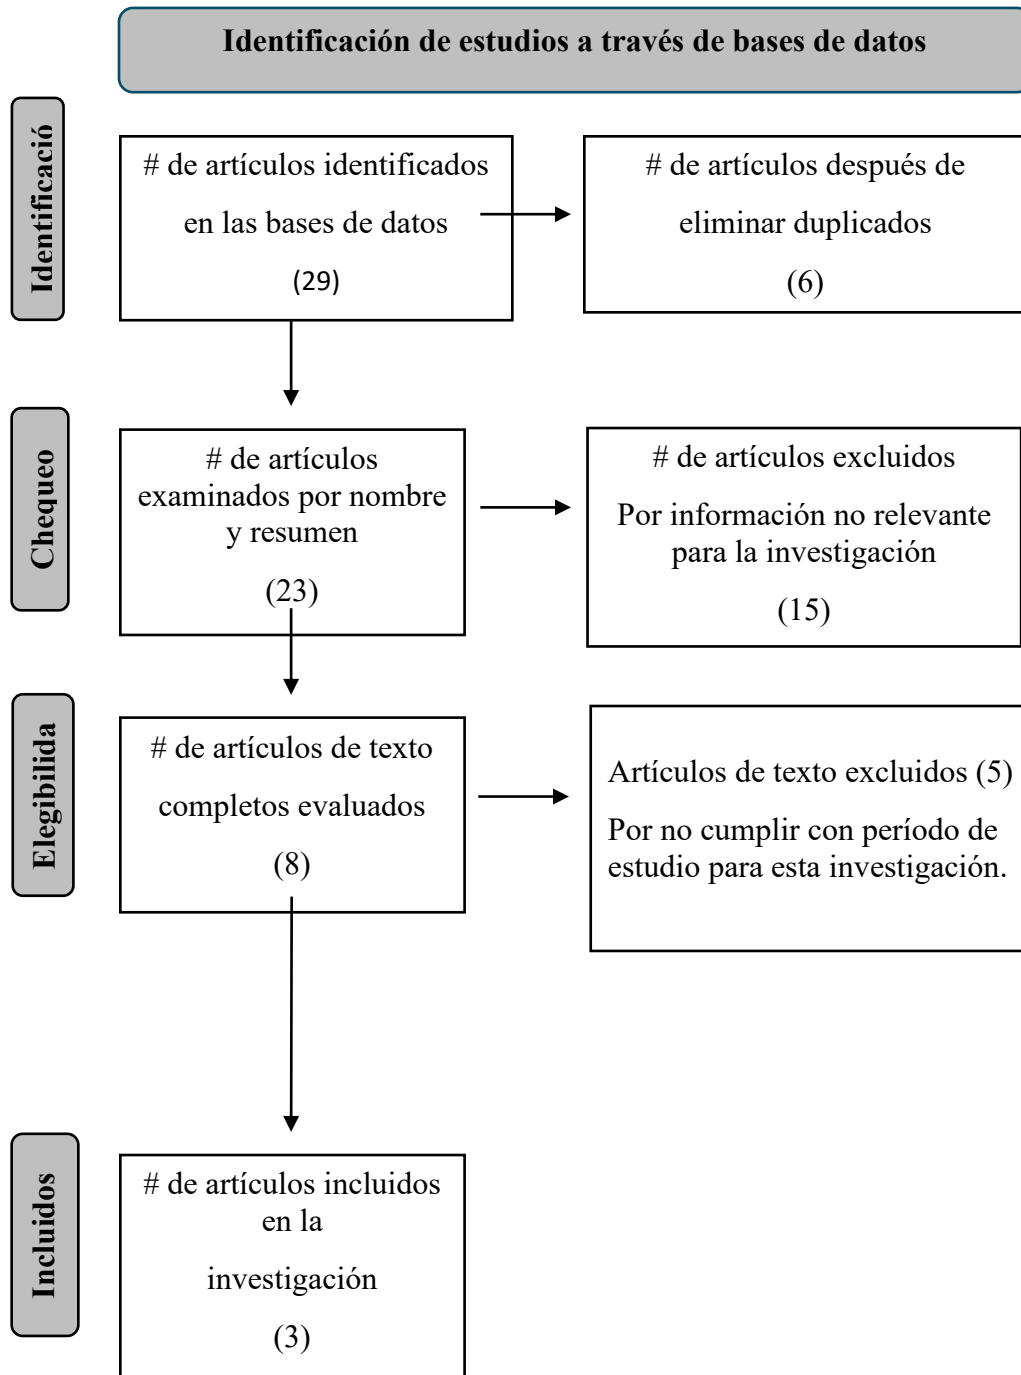 Identificación de estudios a través de bases de datos
Identificació
# de artículos identificados
en las bases de datos
(29)
# de artículos después de
eliminar duplicados
(6)
Chequeo
# de artículos
examinados por nombre
y resumen
(23)
# de artículos excluidos
Por información no relevante
para la investigación
(15)
Elegibilida
# de artículos de texto
completos evaluados
(8)
Artículos de texto excluidos (5)
Por no cumplir con período de
estudio para esta investigación.
Incluidos
# de artículos incluidos
en la
investigación
(3)